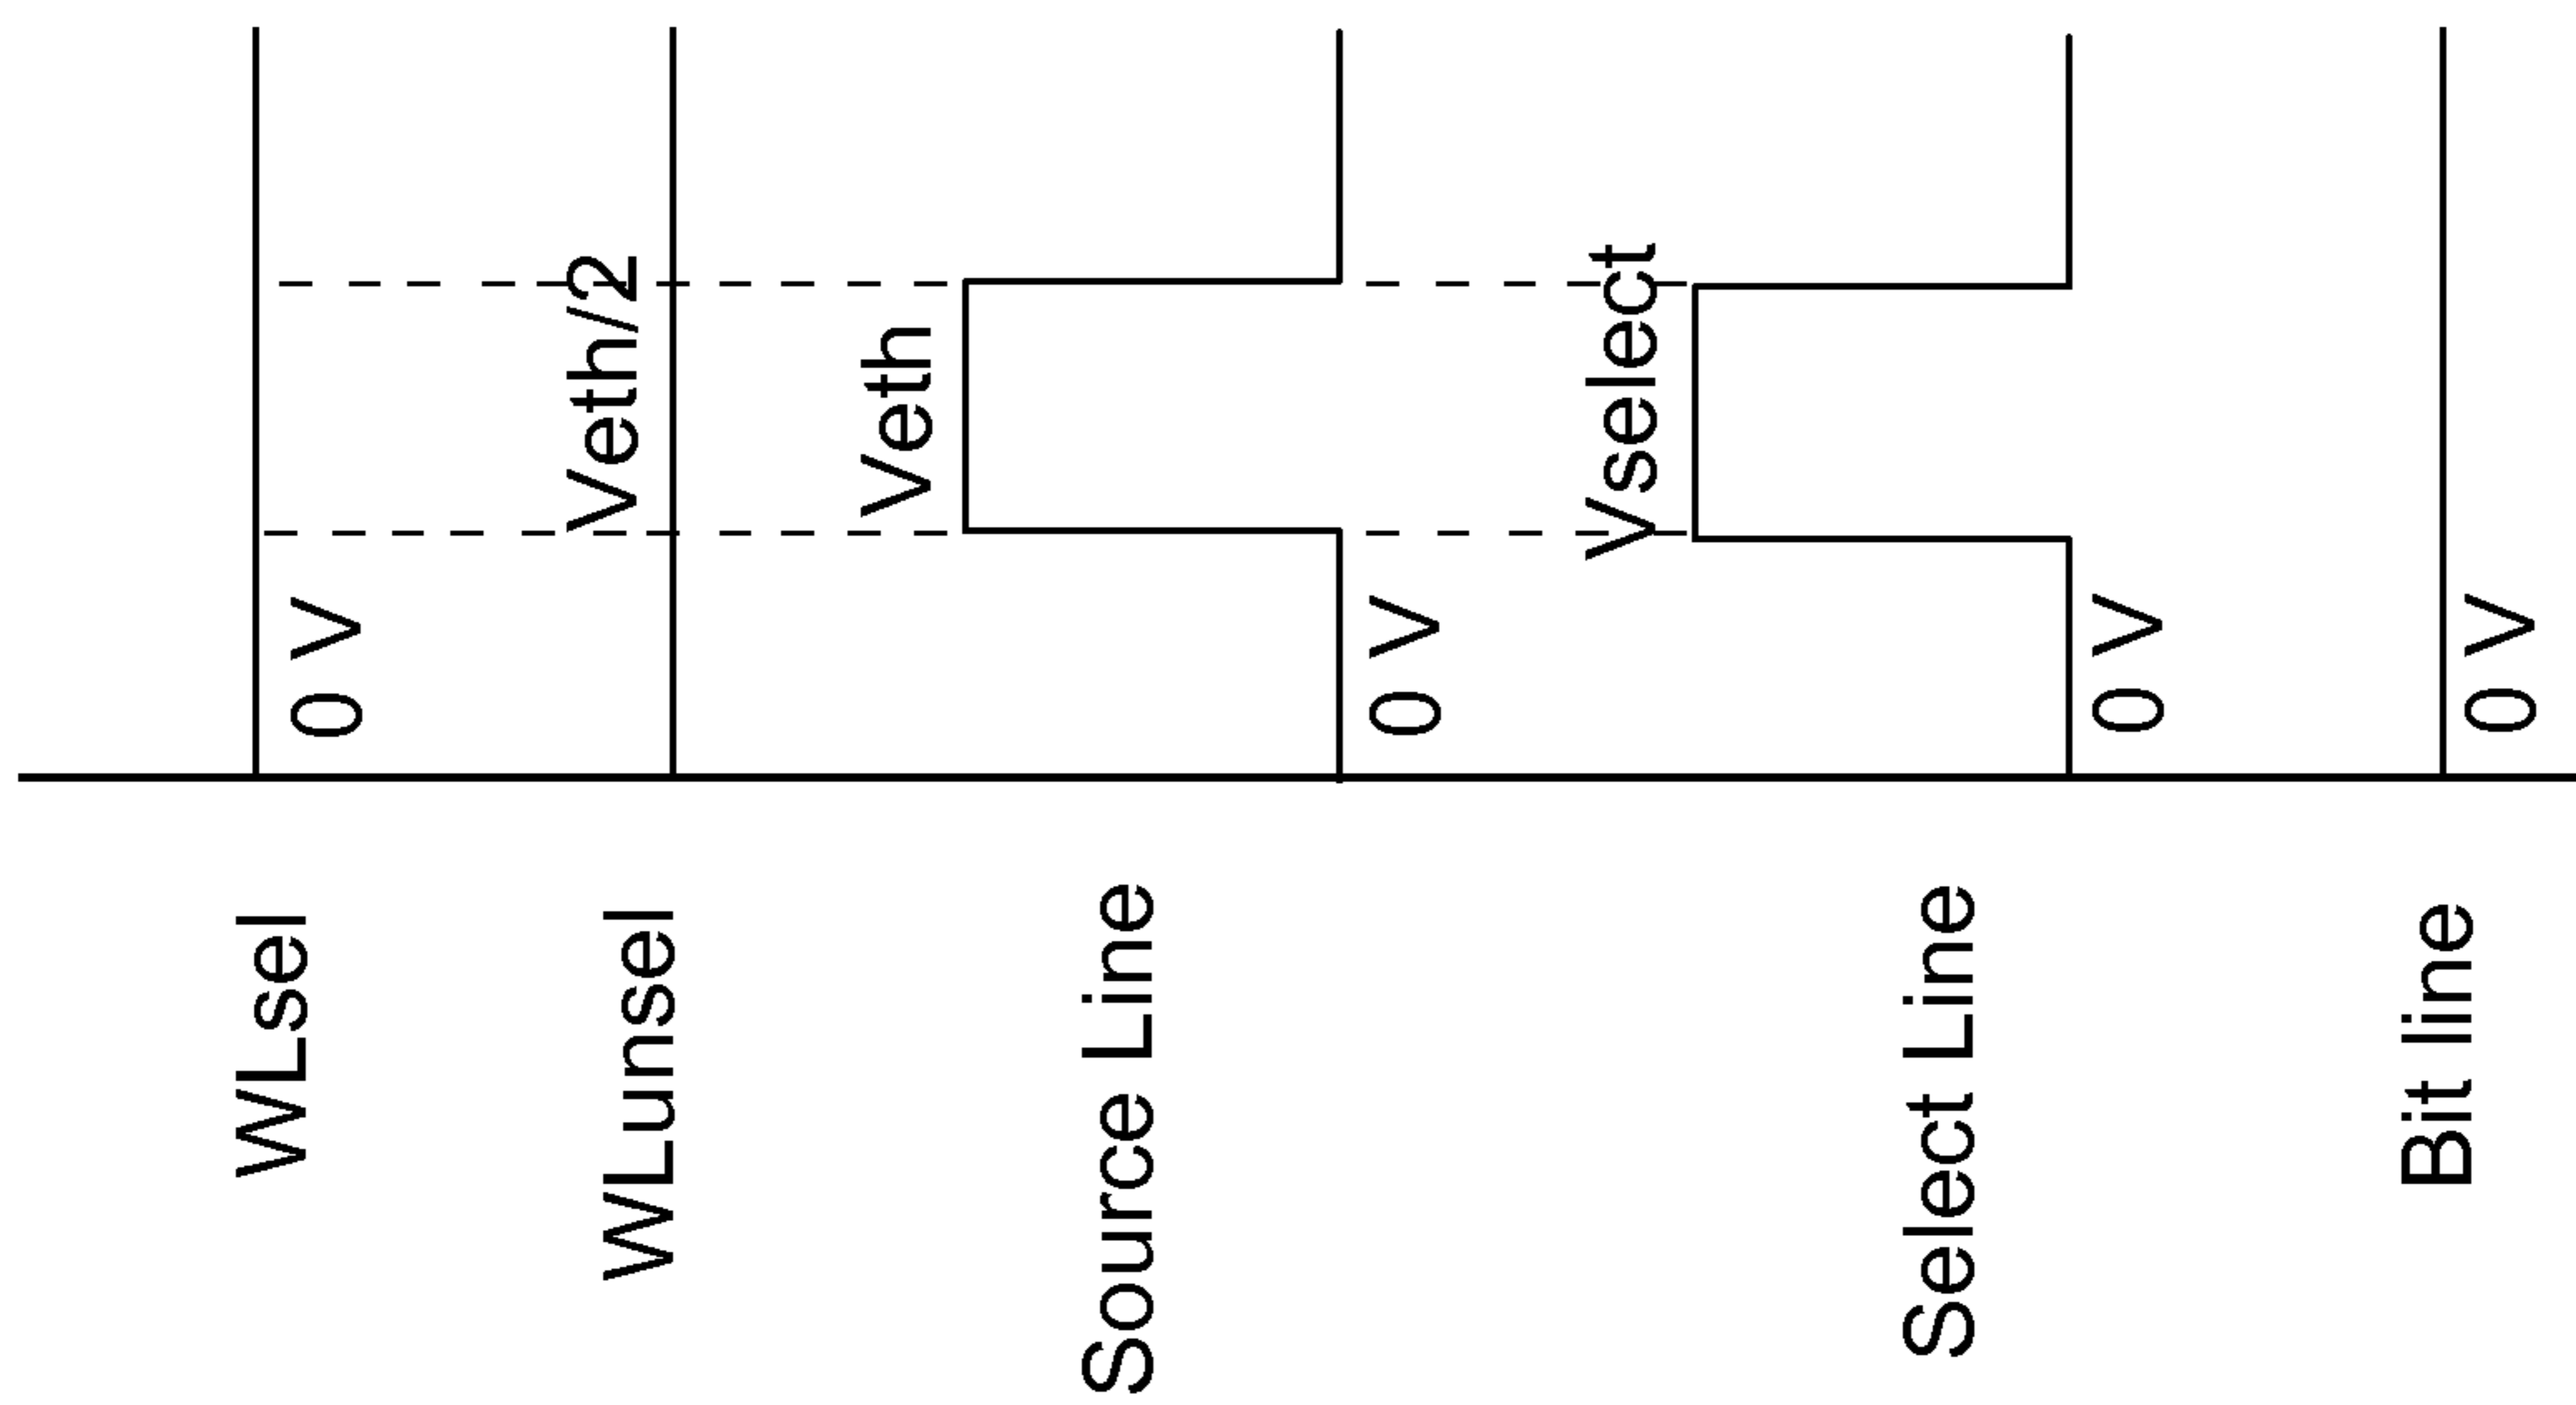 WLsel
0 V
WLunsel
Veth/2
Source Line
Veth
0 V
Select Line
Vselect
0 V
Bit line
0 V